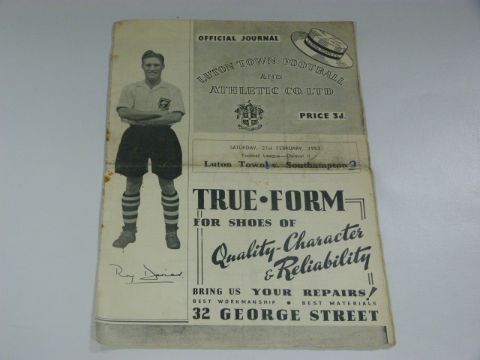 OFFICIAL JOURNAL
LUTON TOWN FOOTBALL
AND
ATHLETIC CO LTD
PRICE 3d.
SATURDAY, 21st FEBRUARY, 1953
Football League—Division II
Luton Town 1 v. Southampton 2
TRUE·FORM
FOR SHOES OF
Quality-Character
& Reliability
BRING US YOUR REPAIRS!
BEST WORKMANSHIP • BEST MATERIALS
32 GEORGE STREET